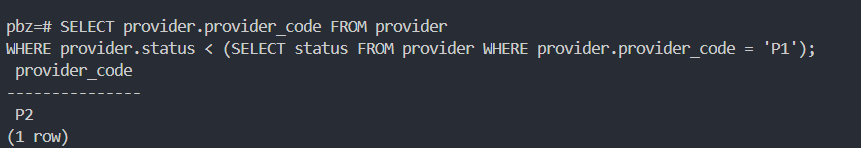 pbz=# SELECT provider.provider_code FROM provider
WHERE provider.status < (SELECT status FROM provider WHERE provider.provider_code = 'P1');
 provider_code
---------------
 P2
(1 row)